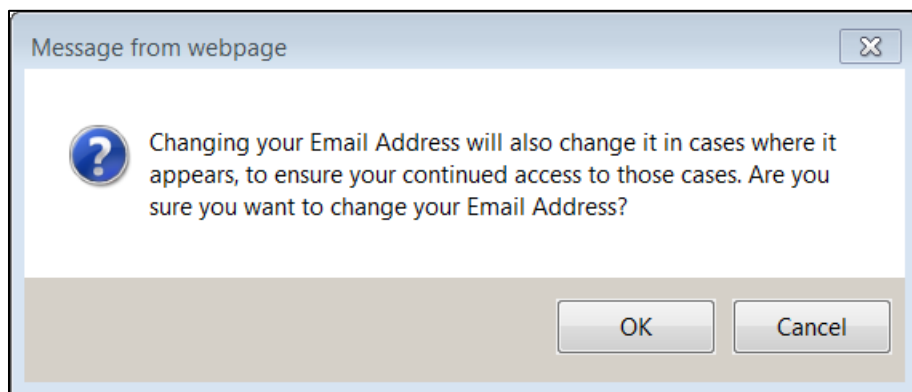 Message from webpage
Changing your Email Address will also change it in cases where it
appears, to ensure your continued access to those cases. Are you
sure you want to change your Email Address?
OK
Cancel